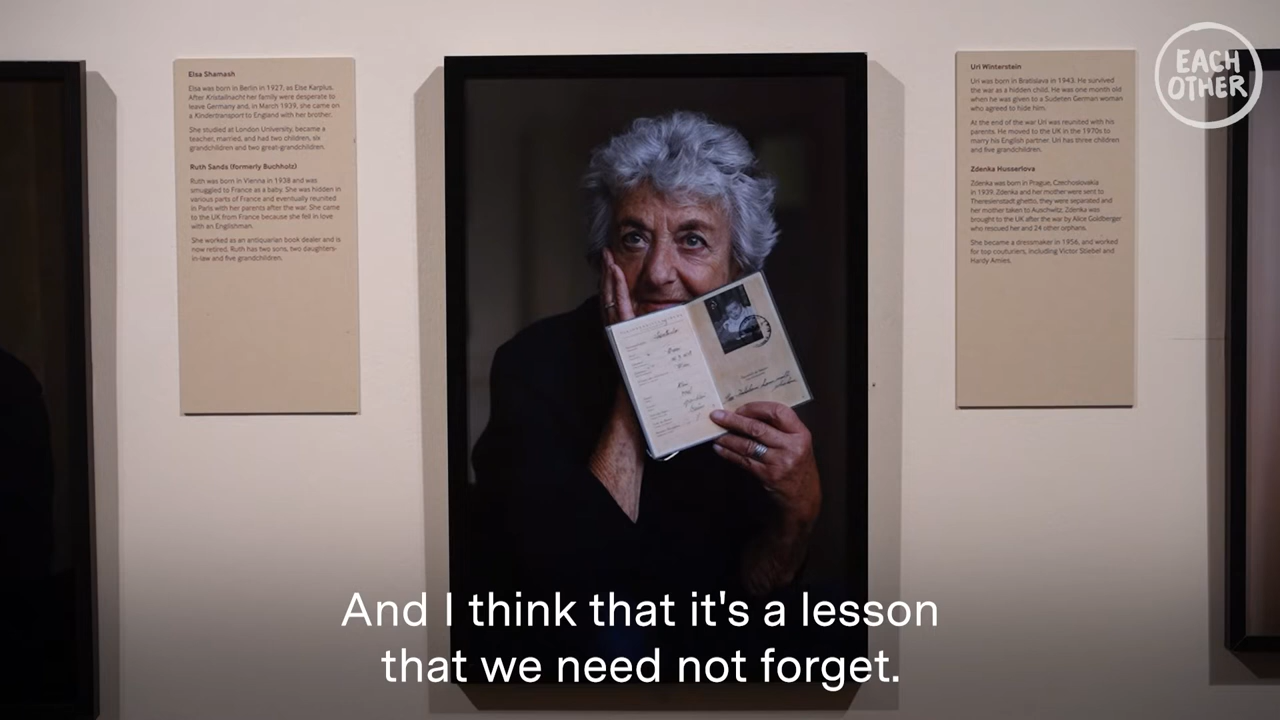 Elsa Shamash
Elsa was born in Berlin in 1927, as Else Karplus.
After Kristallnacht her family were desperate to
leave Germany and, in March 1939, she came on
a Kindertransport to England with her brother.
She studied at London University, became a
teacher, married, and had two children, six
grandchildren and two great-grandchildren.
Ruth Sands (formerly Buchholz)
Ruth was born in Vienna in 1938 and was
smuggled to France as a baby. She was hidden in
various parts of France and eventually reunited
in Paris with her parents after the war. She came
to the UK from France because she fell in love
with an Englishman.
She worked as an antiquarian book dealer and is
now retired. Ruth has two sons, two daughters-
in-law and five grandchildren.
Uri Winterstein
Uri was born in Bratislava in 1943. He survived
the war as a hidden child. He was one month old
when he was given to a Sudeten German woman
who agreed to hide him.
At the end of the war Uri was reunited with his
parents. He moved to the UK in the 1970s to
marry his English partner. Uri has three children
and five grandchildren.
Zdenka Husserlova
Zdenka was born in Prague, Czechoslovakia
in 1939. Zdenka and her mother were sent to
Theresienstadt ghetto, they were separated and
her mother taken to Auschwitz. Zdenka was
brought to the UK after the war by Alice Goldberger
who rescued her and 24 other orphans.
She became a dressmaker in 1956, and worked
for top couturiers, including Victor Stiebel and
Hardy Amies.
EACH
OTHER
And I think that it's a lesson
that we need not forget.